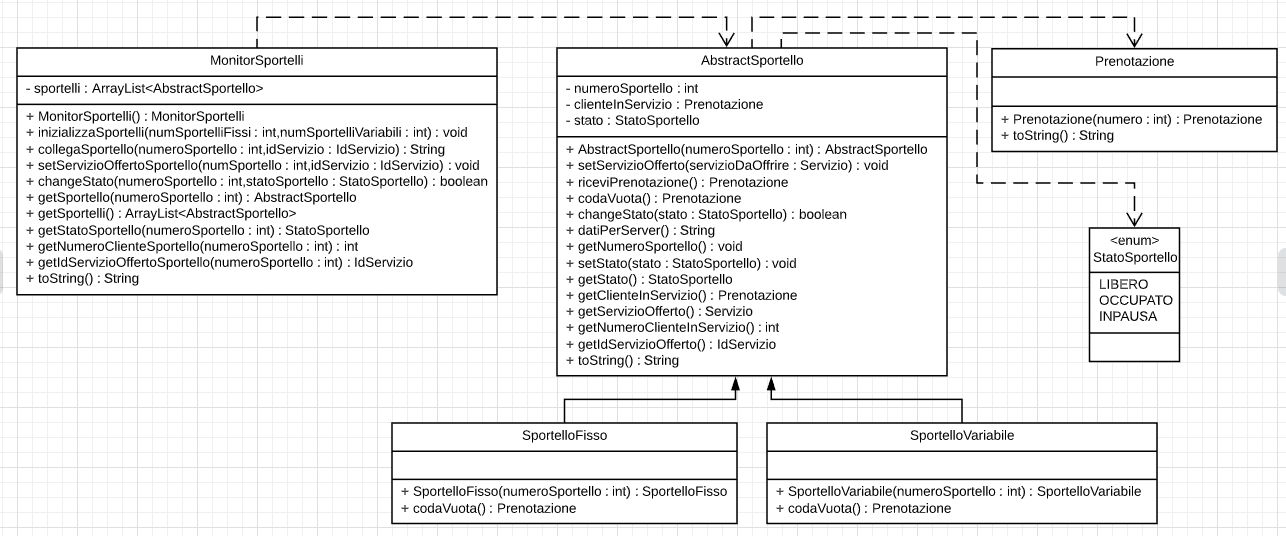 MonitorSportelli
- sportelli : ArrayList<AbstractSportello>
+ MonitorSportelli() : MonitorSportelli
+ inizializzaSportelli(numSportelliFissi : int,numSportelliVariabili : int) : void
+ collegaSportello(numeroSportello : int,idServizio : IdServizio) : String
+ setServizioOffertoSportello(numSportello : int,idServizio : IdServizio) : void
+ changeStato(numeroSportello : int,statoSportello : StatoSportello) : boolean
+ getSportello(numeroSportello : int) : AbstractSportello
+ getSportelli() : ArrayList<AbstractSportello>
+ getStatoSportello(numeroSportello : int) : StatoSportello
+ getNumeroClienteSportello(numeroSportello : int) : int
+ getIdServizioOffertoSportello(numeroSportello : int) : IdServizio
+ toString() : String
AbstractSportello
- numeroSportello : int
- clienteInServizio : Prenotazione
- stato : StatoSportello
+ AbstractSportello(numeroSportello : int) : AbstractSportello
+ setServizioOfferto(servizioDaOffrire : Servizio) : void
+ riceviPrenotazione() : Prenotazione
+ codaVuota() : Prenotazione
+ changeStato(stato : StatoSportello) : boolean
+ datiPerServer() : String
+ getNumeroSportello() : void
+ setStato(stato : StatoSportello) : void
+ getStato() : StatoSportello
+ getClienteInServizio() : Prenotazione
+ getServizioOfferto() : Servizio
+ getNumeroClienteInServizio() : int
+ getIdServizioOfferto() : IdServizio
+ toString() : String
Prenotazione
+ Prenotazione(numero : int) : Prenotazione
+ toString() : String
<enum>
StatoSportello
LIBERO
OCCUPATO
INPAUSA
SportelloFisso
+ SportelloFisso(numeroSportello : int) : SportelloFisso
+ codaVuota() : Prenotazione
SportelloVariabile
+ SportelloVariabile(numeroSportello : int) : SportelloVariabile
+ codaVuota() : Prenotazione